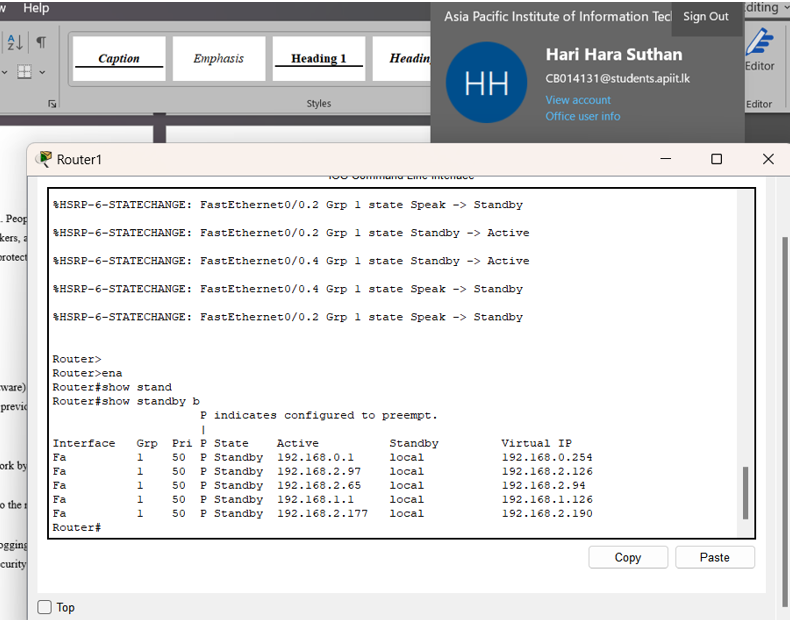 Help
Asia Pacific Institute of Information Tec
Sign Out
diting
Caption
Emphasis
Heading 1
Headin
Styles
Hari Hara Suthan
CB014131@students.apiit.lk
View account
Office user info
Editor
Editor
HH
Router1
. Peop
kers, a
protect
ware)
previo
ork by
o the r
ogging
curity
IOS Command Line Interface
%HSRP-6-STATECHANGE: FastEthernet0/0.2 Grp 1 state Speak -> Standby
%HSRP-6-STATECHANGE: FastEthernet0/0.2 Grp 1 state Standby -> Active
%HSRP-6-STATECHANGE: FastEthernet0/0.4 Grp 1 state Standby -> Active
%HSRP-6-STATECHANGE: FastEthernet0/0.4 Grp 1 state Speak -> Standby
%HSRP-6-STATECHANGE: FastEthernet0/0.2 Grp 1 state Speak -> Standby
Router>
Router>ena
Router#show stand
Router#show standby b
P indicates configured to preempt.
|
Interface Grp Pri P State Active Standby Virtual IP
Fa 1 50 P Standby 192.168.0.1 local 192.168.0.254
Fa 1 50 P Standby 192.168.2.97 local 192.168.2.126
Fa 1 50 P Standby 192.168.2.65 local 192.168.2.94
Fa 1 50 P Standby 192.168.1.1 local 192.168.1.126
Fa 1 50 P Standby 192.168.2.177 local 192.168.2.190
Router#
Copy
Paste
Top